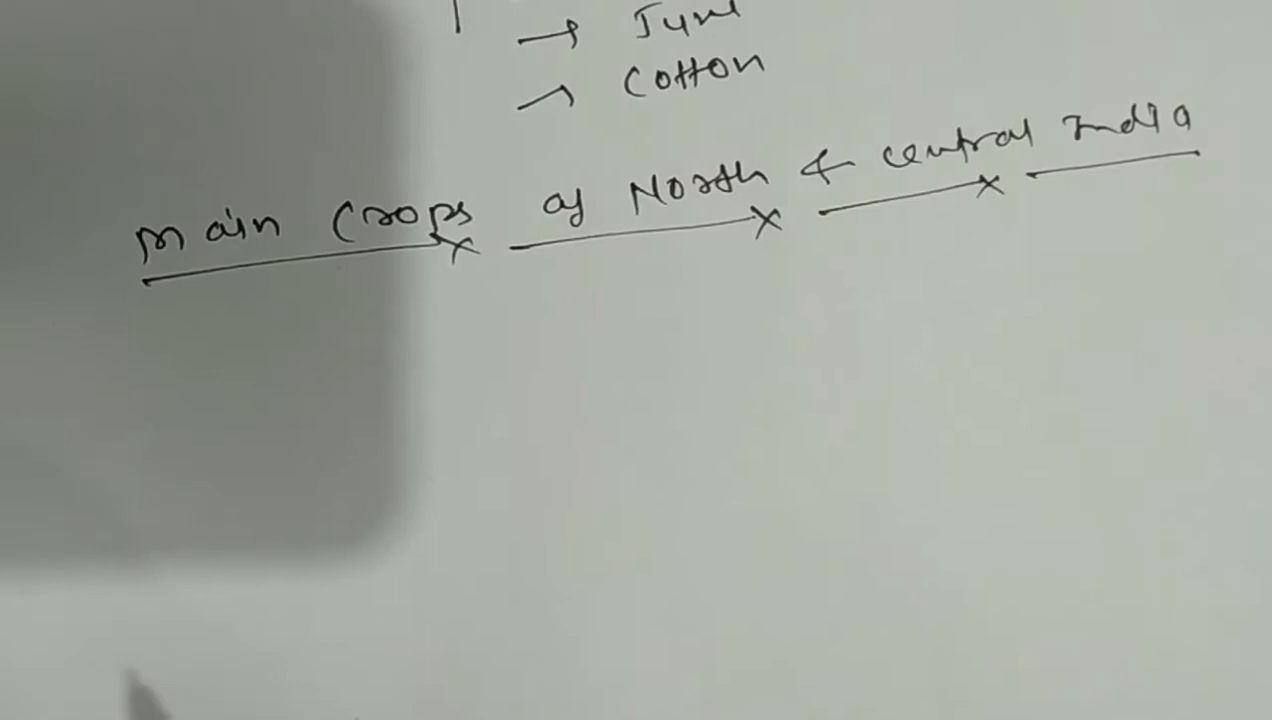 → Jute
→ Cotton
Main Crops of North & central India